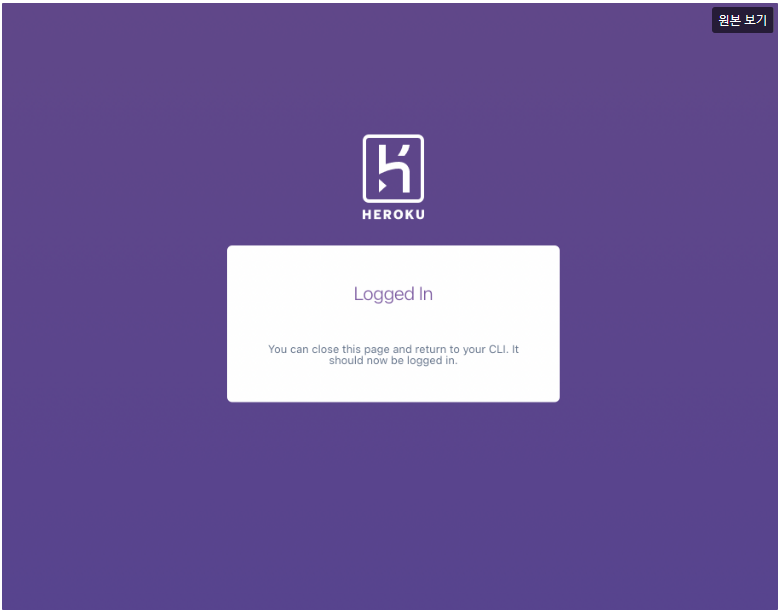 원본 보기
HEROKU
Logged In
You can close this page and return to your CLI. It
should now be logged in.